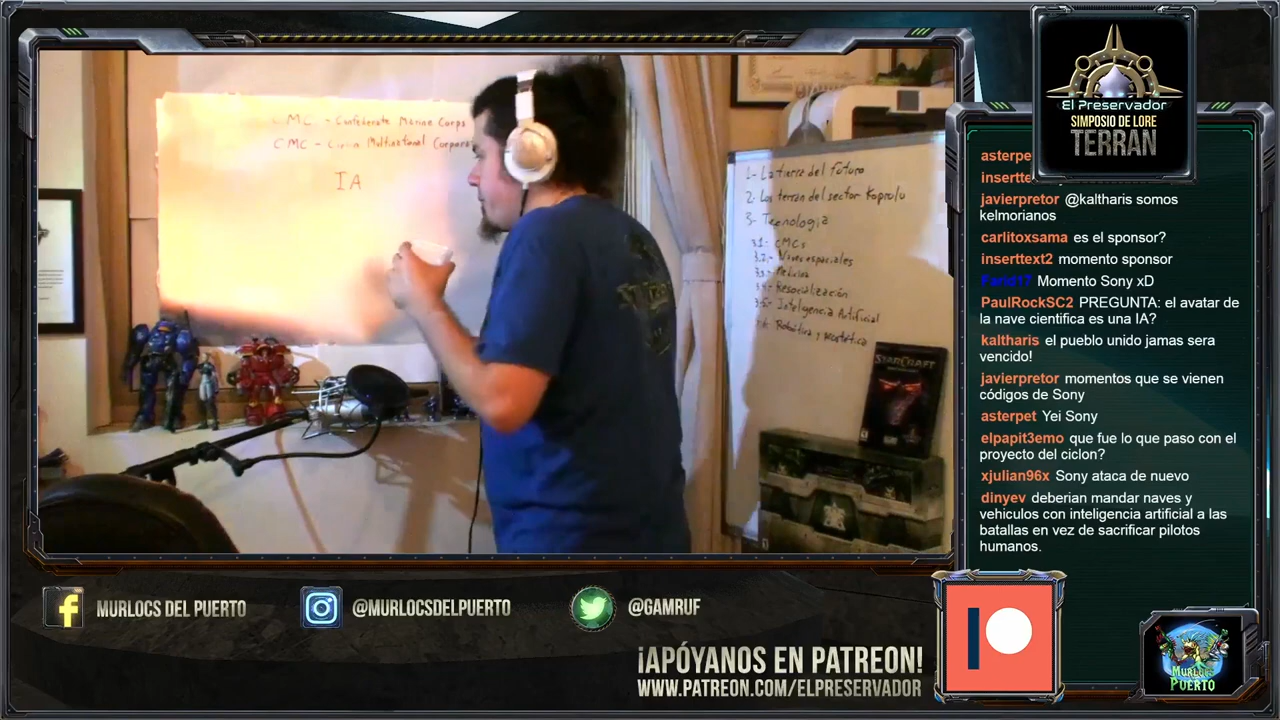 El Preservador
SIMPOSIO DE LORE
TERRAN
CMC - Confederate Marine Corps
CMC - Multinational
IA
1- La tierra del futuro
2. Los terran del sector Koprulu
3- Tecnología
3.1- CMCs
3.2- Naves espaciales
3.3- Medicina
3.4- Resocialización
3.5- Inteligencia Artificial
3.6- Robótica y
STARCRAFT
asterpe
insertte
javierpretor @kaltharis somos
kelmorianos
carlitoxsama es el sponsor?
inserttext2 momento sponsor
Farid17 Momento Sony xD
PaulRockSC2 PREGUNTA: el avatar de
la nave cientifica es una IA?
kaltharis el pueblo unido jamas sera
vencido!
javierpretor momentos que se vienen
códigos de Sony
asterpet Yei Sony
elpapit3emo que fue lo que paso con el
proyecto del ciclon?
xjulian96x Sony ataca de nuevo
dinyev deberian mandar naves y
vehiculos con inteligencia artificial a las
batallas en vez de sacrificar pilotos
humanos.
MURLOCS DEL PUERTO
@MURLOCSDELPUERTO
@GAMRUF
¡APÓYANOS EN PATREON!
WWW.PATREON.COM/ELPRESERVADOR
MURLOCS
PUERTO